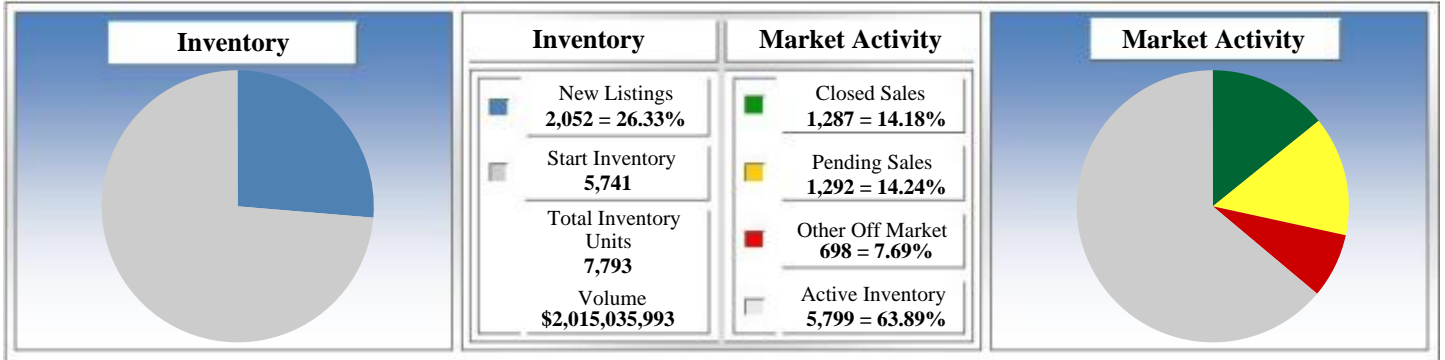 Inventory
Inventory
New Listings
2,052 = 26.33%
Start Inventory
5,741
Total Inventory
Units
7,793
Volume
$2,015,035,993
Market Activity
Closed Sales
1,287 = 14.18%
Pending Sales
1,292 = 14.24%
Other Off Market
698 = 7.69%
Active Inventory
5,799 = 63.89%
Market Activity